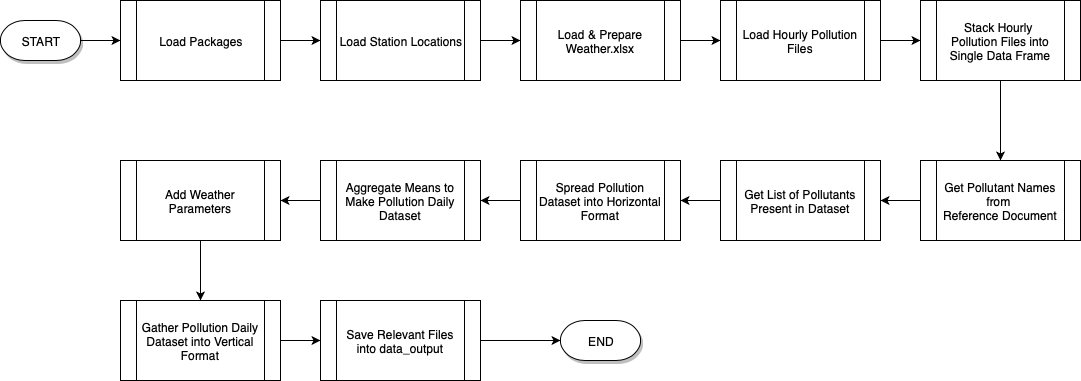 START
Load Packages
Load Station Locations
Load & Prepare
Weather.xlsx
Load Hourly Pollution
Files
Stack Hourly
Pollution Files into
Single Data Frame
Get Pollutant Names
from
Reference Document
Get List of Pollutants
Present in Dataset
Spread Pollution
Dataset into Horizontal
Format
Aggregate Means to
Make Pollution Daily
Dataset
Add Weather
Parameters
Gather Pollution Daily
Dataset into Vertical
Format
Save Relevant Files
into data_output
END